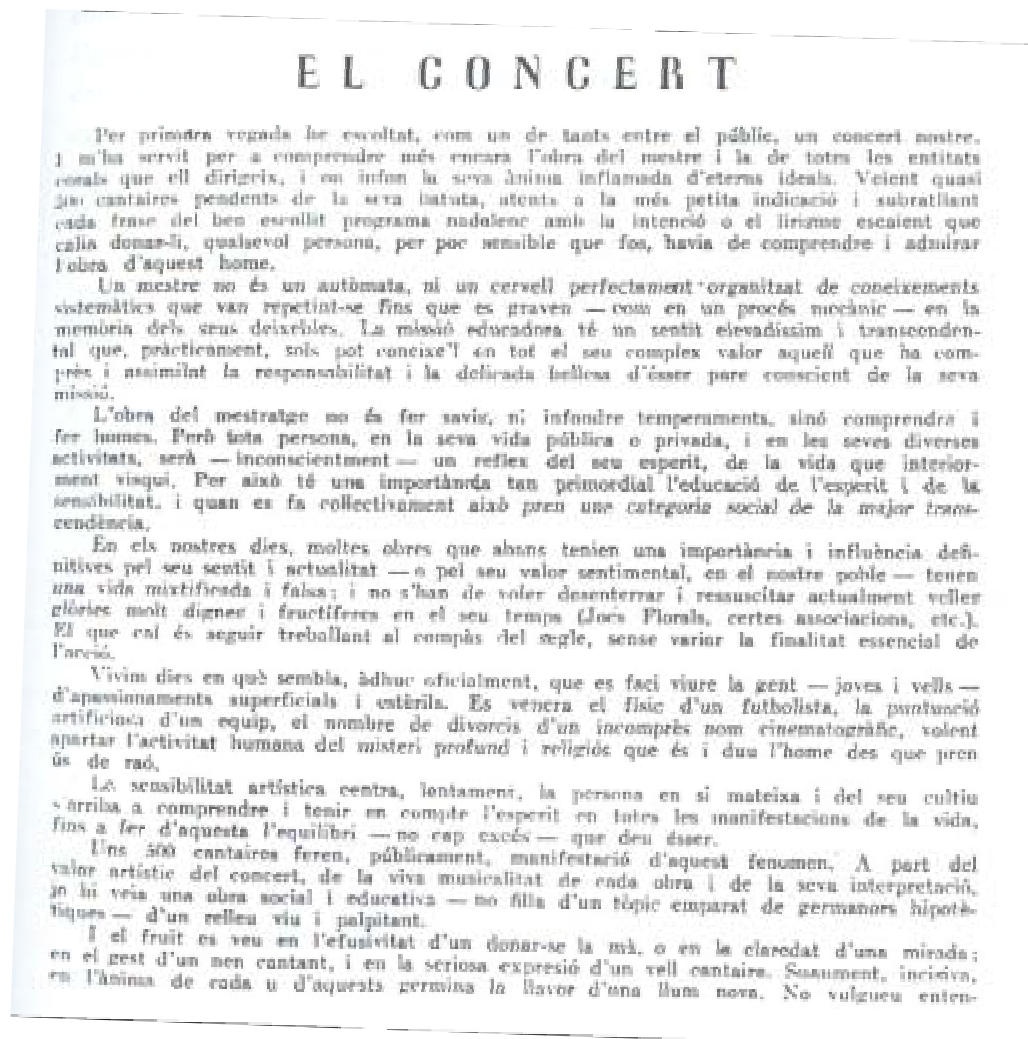 EL CONCERT
Per primera vegada he escoltat, com un de tants entre el públic, un concert nostre.
I m'ha servit per a comprendre més encara l'obra del mestre i la de totes les entitats
corals que ell dirigeix, i on infon la seva ànima inflamada d'eterns ideals. Veient quasi
cantaires pendents de la seva batuta, atents a la més petita indicació i subratllant
cada frase del ben escollit programa nadalenc amb la intenció o el lirisme escaient que
calia donar-li, qualsevol persona, per poc sensible que fos, havia de comprendre i admirar
l'obra d'aquest home.
Un mestre no és un autòmata, ni un cervell perfectament organitzat de coneixements
sistemàtics que van repetint-se fins que es graven — com en un procés mecànic — en la
memòria dels seus deixebles. La missió educadora té un sentit elevadíssim i transcenden-
tal que, pràcticament, sols pot coneixe'l en tot el seu complex valor aquell que ha com-
près i assimilat la responsabilitat i la delicada bellesa d'ésser pare conscient de la seva
missió.
L'obra del mestratge no és fer savis, ni infondre temperaments, sinó comprendre i
fer homes. Però tota persona, en la seva vida pública o privada, i en les seves diverses
activitats, serà — inconscientment — un reflex del seu esperit, de la vida que interior-
ment visqui. Per això té una importància tan primordial l'educació de l'esperit i de la
sensibilitat, i quan es fa collectivament això pren una categoria social de la major trans-
cendència.
En els nostres dies, moltes obres que abans tenien una importància i influència defi-
nitives pel seu sentit i actualitat — o pel seu valor sentimental, en el nostre poble — tenen
una vida mixtificada i falsa; i no s'han de voler desenterrar i ressuscitar actualment velles
glòries molt dignes i fructíferes en el seu temps (Jocs Florals, certes associacions, etc.).
El que cal és seguir treballant al compàs del segle, sense variar la finalitat essencial de
l'acció.
Vivim dies en què sembla, àdhuc oficialment, que es faci viure la gent — joves i vells —
d'apassionaments superficials i estèrils. Es venera el físic d'un futbolista, la puntuació
artificiosa d'un equip, el nombre de divorcis d'un incomprès nom cinematogràfic, volent
apartar l'activitat humana del misteri profund i religiós que és i duu l'home des que pren
ús de raó.
La sensibilitat artística centra, lentament, la persona en si mateixa i del seu cultiu
s'arriba a comprendre i tenir en compte l'esperit en totes les manifestacions de la vida,
fins a fer d'aquesta l'equilibri — no cap excés — que deu ésser.
Uns 500 cantaires feren, públicament, manifestació d'aquest fenomen. A part del
valor artístic del concert, de la viva musicalitat de cada obra i de la seva interpretació,
jo hi veia una obra social i educativa — no filla d'un tòpic emparat de germanors hipotè-
tiques — d'un relleu viu i palpitant.
I el fruit es veu en l'efusivitat d'un donar-se la mà, o en la claredat d'una mirada;
en el gest d'un nen cantant, i en la seriosa expressió d'un vell cantaire. Suaument, incisiva,
en l'ànima de cada u d'aquests germina la llavor d'una llum nova. No vulgueu enten-